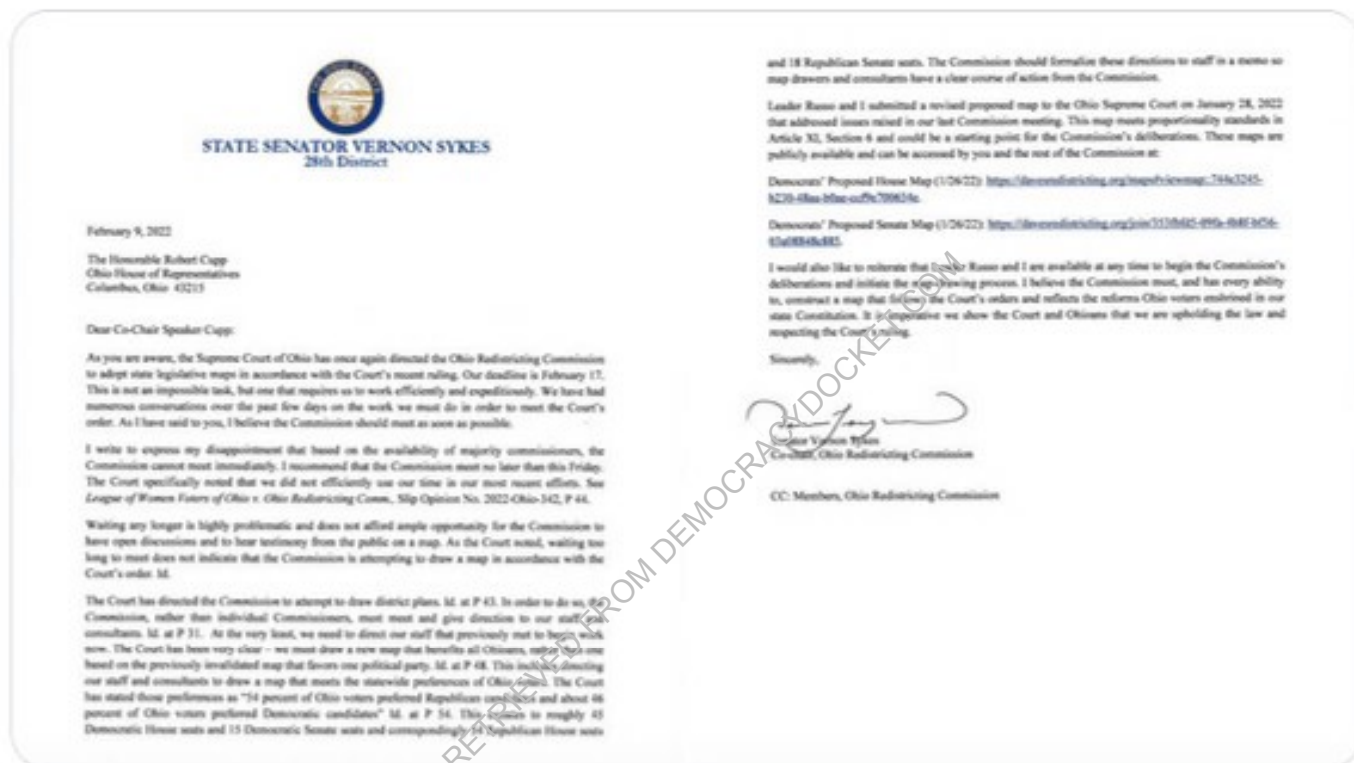 STATE SENATOR VERNON SYKES
28th District
February 9, 2022
The Honorable Robert Cupp
Ohio House of Representatives
Columbus, Ohio 43215
Dear Co-Chair Speaker Cupp:
As you are aware, the Supreme Court of Ohio has once again directed the Ohio Redistricting Commission
to adopt state legislative maps in accordance with the Court's recent ruling. Our deadline is February 17.
This is not an impossible task, but one that requires us to work efficiently and expeditiously. We have had
numerous conversations over the past few days on the work we must do in order to meet the Court's
order. As I have said to you, I believe the Commission should meet as soon as possible.
I write to express my disappointment that based on the availability of majority commissioners, the
Commission cannot meet immediately. I recommend that the Commission meet no later than this Friday.
The Court specifically noted that we did not efficiently use our time in our most recent efforts. See
League of Women Voters of Ohio v. Ohio Redistricting Comm., Slip Opinion No. 2022-Ohio-342, P 44.
Waiting any longer is highly problematic and does not afford ample opportunity for the Commission to
have open discussions and to hear testimony from the public on a map. As the Court noted, waiting too
long to meet does not indicate that the Commission is attempting to draw a map in accordance with the
Court's order. Id.
The Court has directed the Commission to attempt to draw district plans. Id. at P 43. In order to do so, the
Commission, rather than individual Commissioners, must meet and give direction to our staff and
consultants. Id. at P 31. At the very least, we need to direct our staff that previously met to begin work
now. The Court has been very clear – we must draw a new map that benefits all Ohioans, rather than one
based on the previously invalidated map that favors one political party. Id. at P 48. This includes directing
our staff and consultants to draw a map that meets the statewide preferences of Ohio voters. The Court
has stated those preferences as "54 percent of Ohio voters preferred Republican candidates and about 46
percent of Ohio voters preferred Democratic candidates" Id. at P 54. This to roughly 45
Democratic House seats and 15 Democratic Senate seats and correspondingly 54 Republican House seats
and 18 Republican Senate seats. The Commission should formalize these directions to staff in a memo so
map drawers and consultants have a clear course of action from the Commission.
Leader Russo and I submitted a revised proposed map to the Ohio Supreme Court on January 28, 2022
that addressed issues raised in our last Commission meeting. This map meets proportionality standards in
Article XI, Section 6 and could be a starting point for the Commission's deliberations. These maps are
publicly available and can be accessed by you and the rest of the Commission at:
Democrats' Proposed House Map (1/26/22):
Democrats' Proposed Senate Map (1/26/22):
I would also like to reiterate that Leader Russo and I are available at any time to begin the Commission's
deliberations and initiate the map-drawing process. I believe the Commission must, and has every ability
to, construct a map that follows the Court's orders and reflects the reforms Ohio voters enshrined in our
state Constitution. It is imperative we show the Court and Ohioans that we are upholding the law and
respecting the Court's ruling.
Sincerely,
Senator Vernon Sykes
Co-chair, Ohio Redistricting Commission
CC: Members, Ohio Redistricting Commission
RETRIEVED FROM DEMOCRACYDOCKET.COM